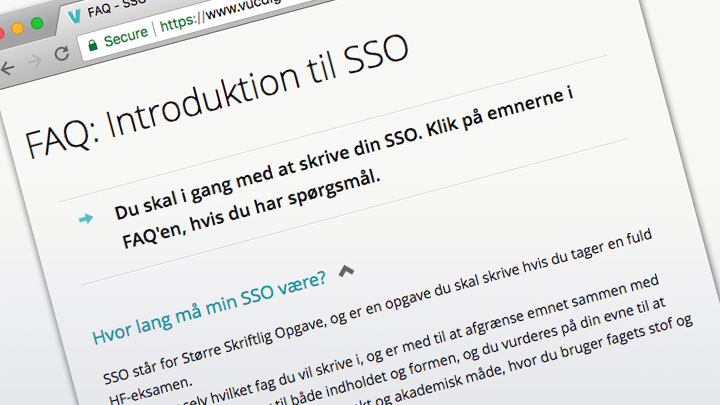 FAQ - SSO
Secure https://www.vucdig
FAQ: Introduktion til SSO
Du skal i gang med at skrive din SSO. Klik på emnerne i
FAQ'en, hvis du har spørgsmål.
Hvor lang må min SSO være?
SSO står for Større Skriftlig Opgave, og er en opgave du skal skrive hvis du tager en fuld
HF-eksamen.
selv hvilket fag du vil skrive i, og er med til at afgrænse emnet sammen med
til både indholdet og formen, og du vurderes på din evne til at
og akademisk måde, hvor du bruger fagets stof og